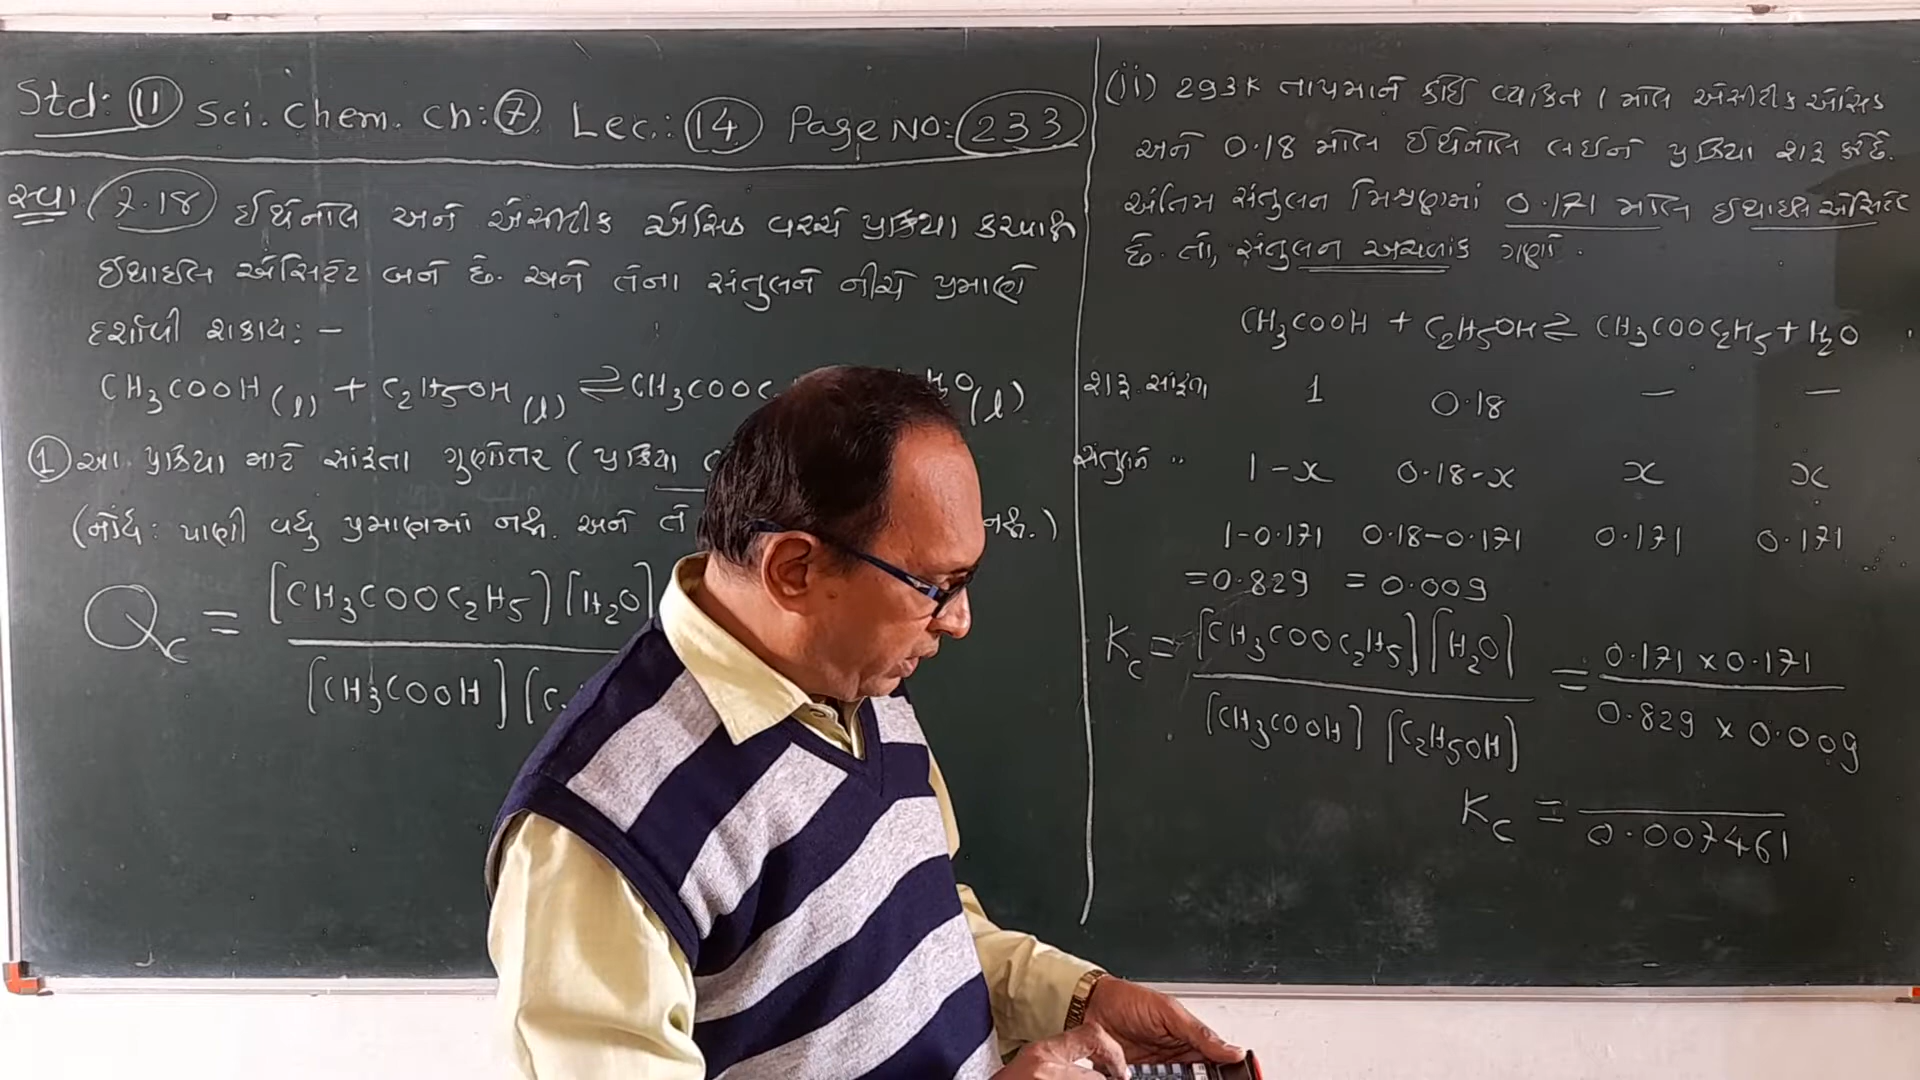 Std: 11 Sci. Chem. Ch: 7 Lec.: 14 Page No: 233
સ્વા. 7.18 ઈથેનોલ અને એસીટીક એસિડ વચ્ચે પ્રક્રિયા કરવાથી
ઈથાઈલ એસિટેટ બને છે. અને તેના સંતુલનને નીચે પ્રમાણે
દર્શાવી શકાય: –
CH₃COOH (l) + C₂H₅OH (l) ⇌ CH₃COOC H₂O (l)
① આ પ્રક્રિયા માટે સાંદ્રતા ગુણોત્તર (પ્રક્રિયા
(નોંધ: પાણી વધુ પ્રમાણમાં નથી. અને તે નથી.)
Qc = [CH₃COOC₂H₅] [H₂O]
[CH₃COOH] [C
(ii) 293K તાપમાને કોઈ વ્યક્તિ 1 મોલ એસીટીક એસિડ
અને 0.18 મોલ ઈથેનોલ લઈને પ્રક્રિયા શરૂ કરે છે.
અંતિમ સંતુલન મિશ્રણમાં 0.171 મોલ ઈથાઈલ એસિટેટ
છે. તો, સંતુલન અચળાંક ગણો.
CH₃COOH + C₂H₅OH ⇌ CH₃COOC₂H₅ + H₂O
શરૂ. સાંદ્રતા 1 0.18 — —
સંતુલને " 1-x 0.18-x x x
1-0.171 0.18-0.171 0.171 0.171
=0.829 =0.009
Kc = [CH₃COOC₂H₅] [H₂O] = 0.171 × 0.171
[CH₃COOH] [C₂H₅OH] 0.829 × 0.009
Kc =
0.007461